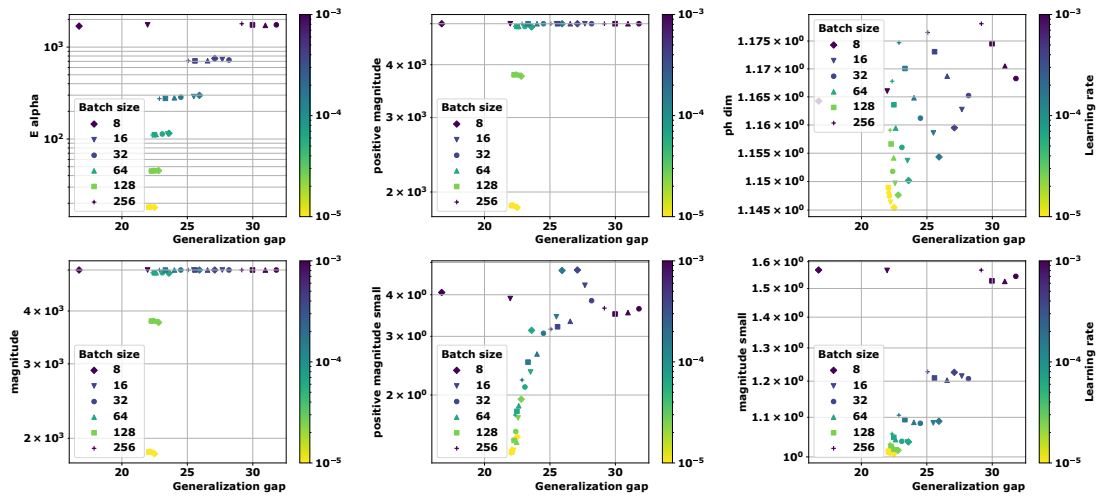 10³
10²
E alpha
Batch size
8
16
32
64
128
256
20
25
30
Generalization gap
10⁻³
10⁻⁴
10⁻⁵
4 × 10³
3 × 10³
2 × 10³
positive magnitude
Batch size
8
16
32
64
128
256
20
25
30
Generalization gap
10⁻³
10⁻⁴
10⁻⁵
1.175 × 10⁰
1.17 × 10⁰
1.165 × 10⁰
1.16 × 10⁰
1.155 × 10⁰
1.15 × 10⁰
1.145 × 10⁰
ph dim
Batch size
8
16
32
64
128
256
20
25
30
Generalization gap
10⁻³
10⁻⁴
10⁻⁵
Learning rate
4 × 10³
3 × 10³
2 × 10³
magnitude
Batch size
8
16
32
64
128
256
20
25
30
Generalization gap
10⁻³
10⁻⁴
10⁻⁵
4 × 10⁰
3 × 10⁰
2 × 10⁰
positive magnitude small
Batch size
8
16
32
64
128
256
20
25
30
Generalization gap
10⁻³
10⁻⁴
10⁻⁵
1.6 × 10⁰
1.5 × 10⁰
1.4 × 10⁰
1.3 × 10⁰
1.2 × 10⁰
1.1 × 10⁰
10⁰
magnitude small
Batch size
8
16
32
64
128
256
20
25
30
Generalization gap
10⁻³
10⁻⁴
10⁻⁵
Learning rate